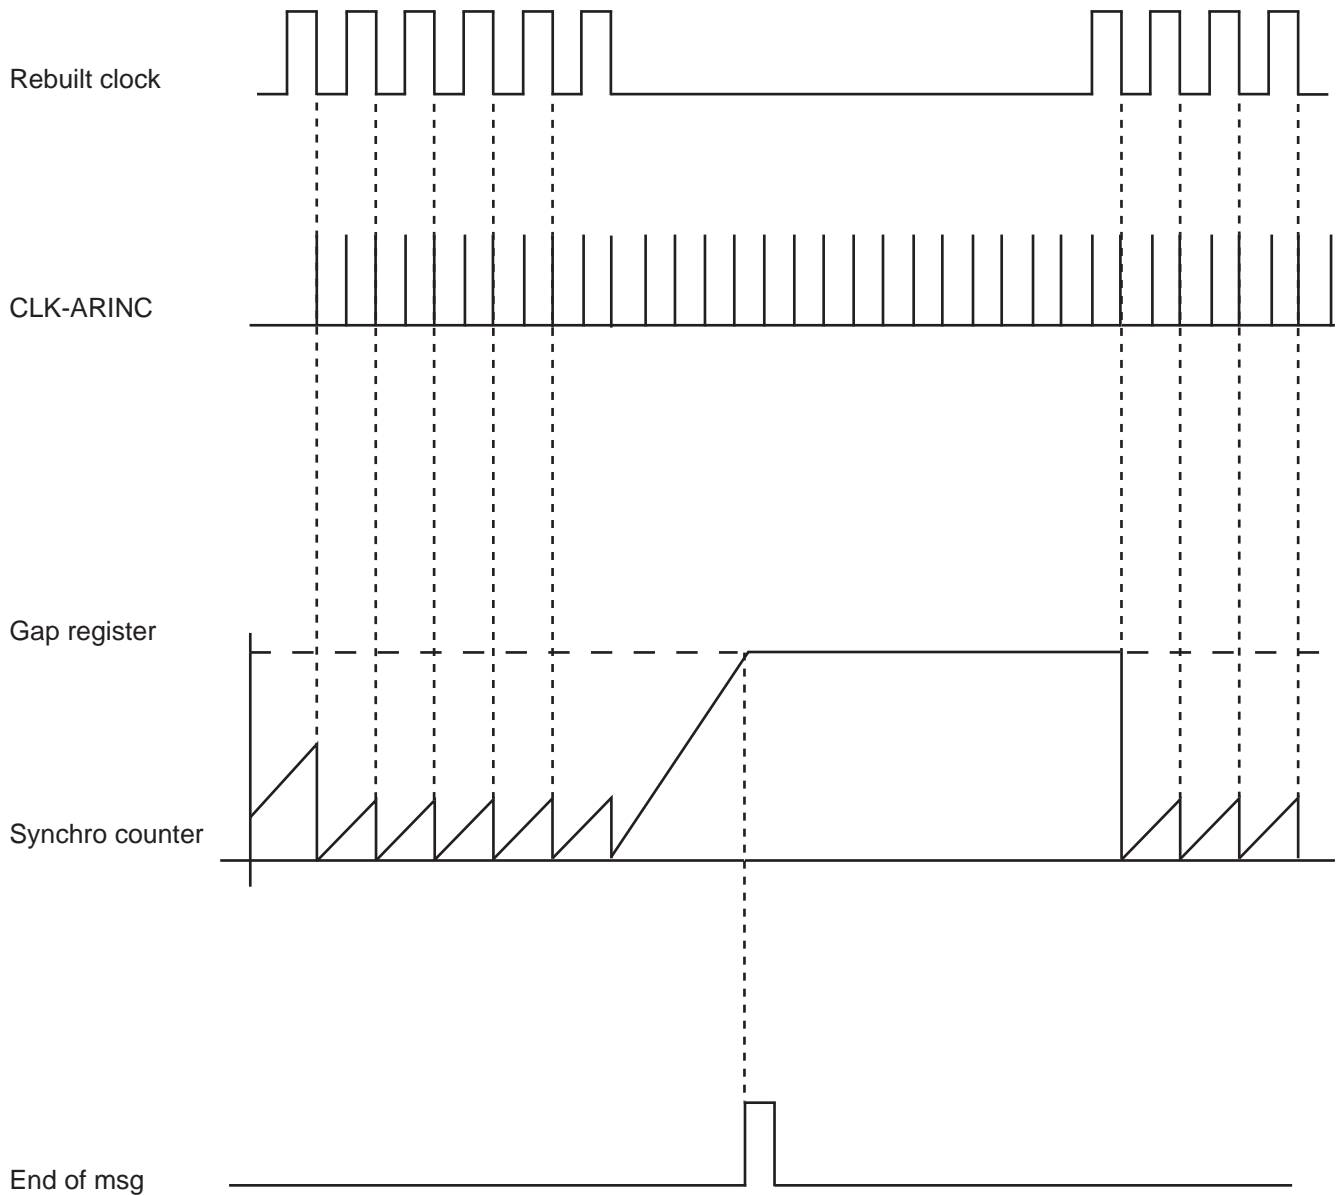 Rebuilt clock
CLK-ARINC
Gap register
Synchro counter
End of msg